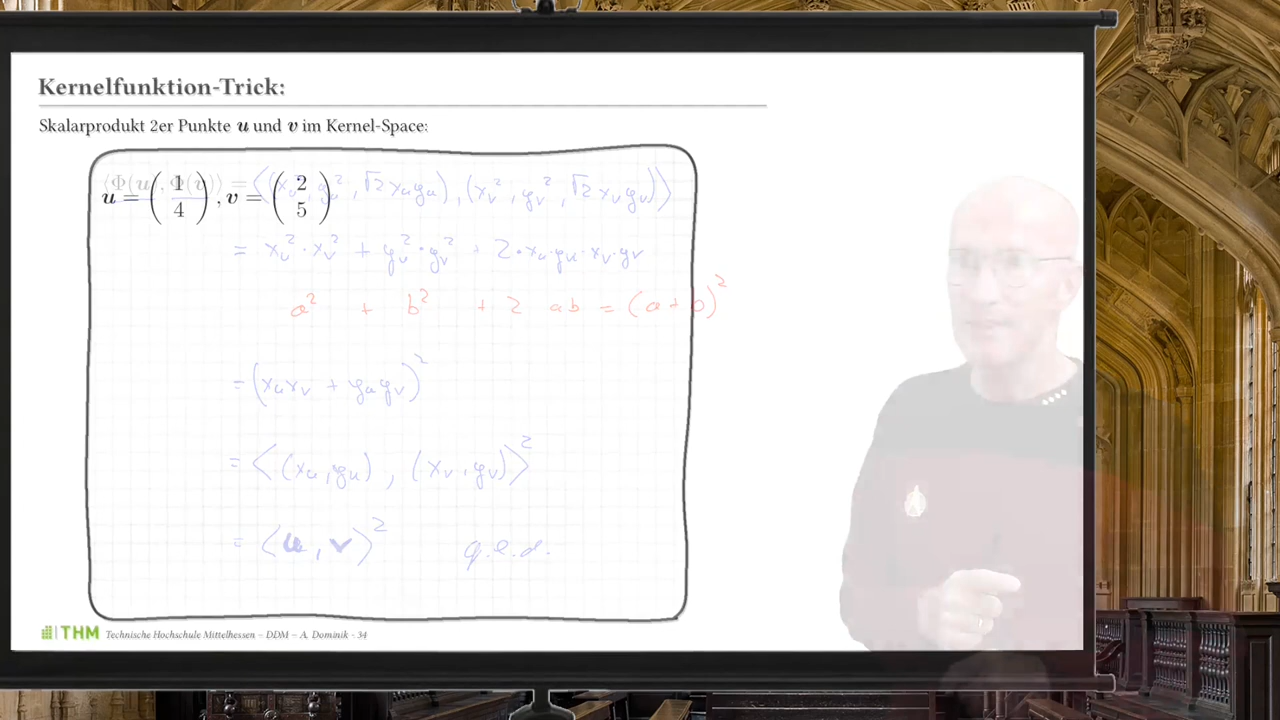 Kernelfunktion-Trick:
Skalarprodukt 2er Punkte u und v im Kernel-Space:
⟨Φ(u), Φ(v)⟩ = ⟨(x_u², y_u², √2 x_u y_u), (x_v², y_v², √2 x_v y_v)⟩
u = ( 1 4 ), v = ( 2 5 )
= x_u² · x_v² + y_u² · y_v² + 2 · x_u · y_u · x_v · y_v
a² + b² + 2 ab = (a + b)²
= (x_u x_v + y_u y_v)²
= ⟨(x_u, y_u), (x_v, y_v)⟩²
= ⟨u, v⟩² q.e.d.
THM Technische Hochschule Mittelhessen – DDM – A. Dominik - 34